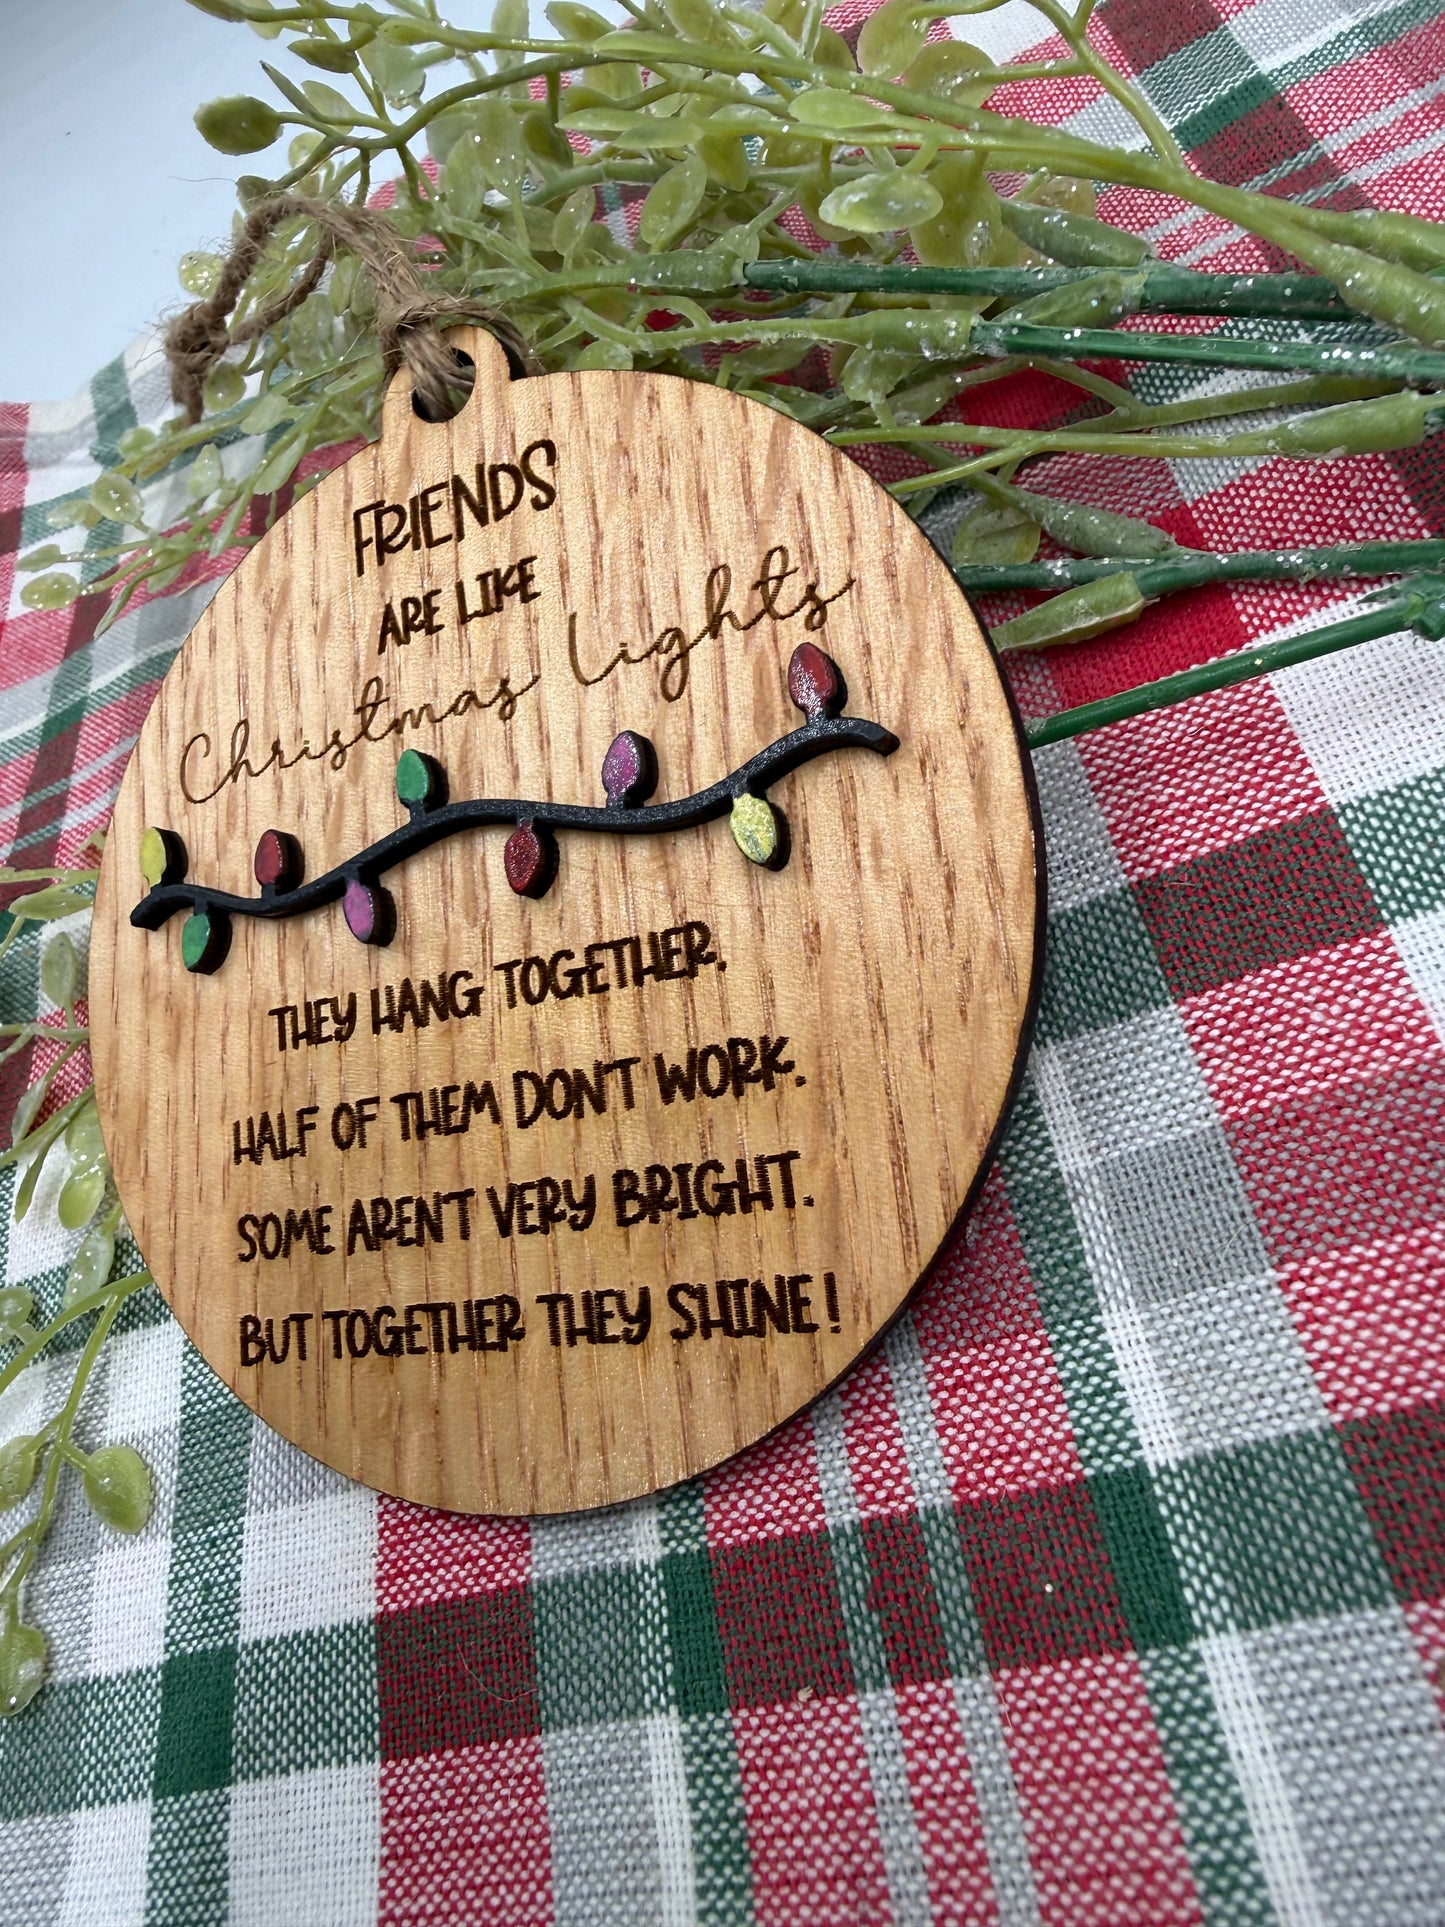 FRIENDS
ARE LIKE
Christmas Lights
THEY HANG TOGETHER,
HALF OF THEM DON'T WORK,
SOME AREN'T VERY BRIGHT,
BUT TOGETHER THEY SHINE!